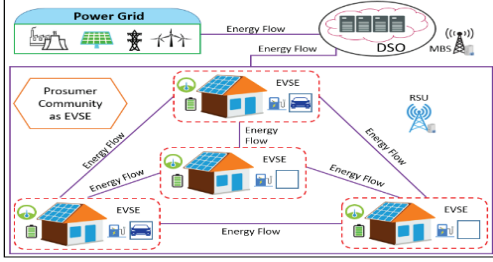 Power Grid
Energy Flow
DSO
MBS
Energy Flow
Prosumer
Community
as EVSE
EVSE
RSU
Energy Flow
Energy
Flow
Energy Flow
EVSE
Energy Flow
Energy Flow
EVSE
EVSE
Energy Flow